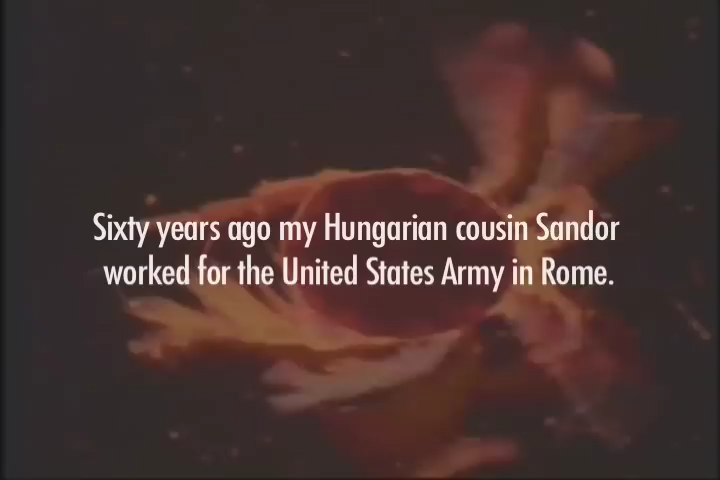 Sixty years ago my Hungarian cousin Sandor
worked for the United States Army in Rome.